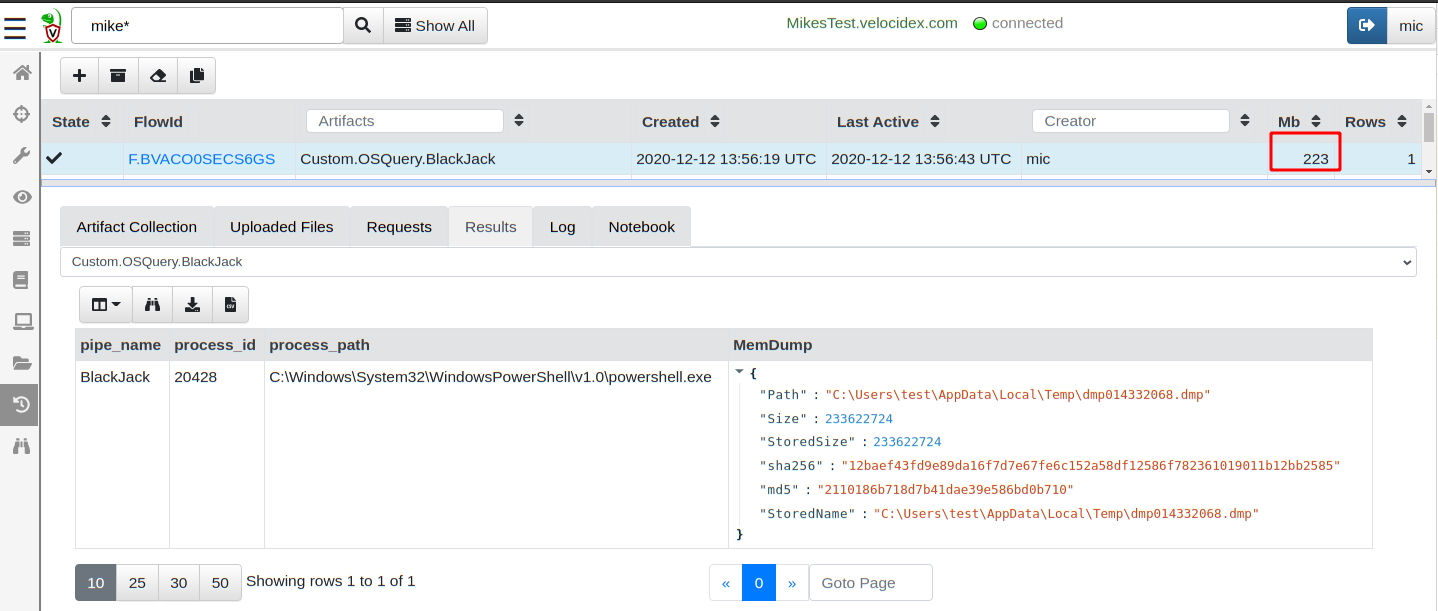 mike*
Show All
MikesTest.velocidex.com connected
mic
State FlowId Artifacts Created Last Active Creator Mb Rows
F.BVACO0SECS6GS Custom.OSQuery.BlackJack 2020-12-12 13:56:19 UTC 2020-12-12 13:56:43 UTC mic 223 1
Artifact Collection Uploaded Files Requests Results Log Notebook
Custom.OSQuery.BlackJack
pipe_name process_id process_path MemDump
BlackJack 20428 C:\Windows\System32\WindowsPowerShell\v1.0\powershell.exe
{
"Path" : "C:\Users\test\AppData\Local\Temp\dmp014332068.dmp"
"Size" : 233622724
"StoredSize" : 233622724
"sha256" : "12baef43fd9e89da16f7d7e67fe6c152a58df12586f782361019011b12bb2585"
"md5" : "2110186b718d7b41dae39e586bd0b710"
"StoredName" : "C:\Users\test\AppData\Local\Temp\dmp014332068.dmp"
}
10 25 30 50 Showing rows 1 to 1 of 1 « 0 » Goto Page